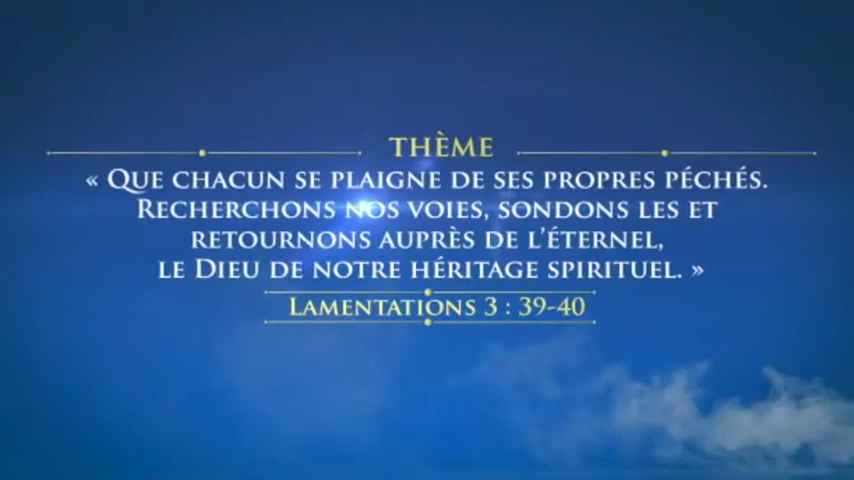 THÈME
« QUE CHACUN SE PLAIGNE DE SES PROPRES PÉCHÉS.
RECHERCHONS NOS VOIES, SONDONS LES ET
RETOURNONS AUPRÈS DE L'ÉTERNEL,
LE DIEU DE NOTRE HÉRITAGE SPIRITUEL. »
LAMENTATIONS 3 : 39-40